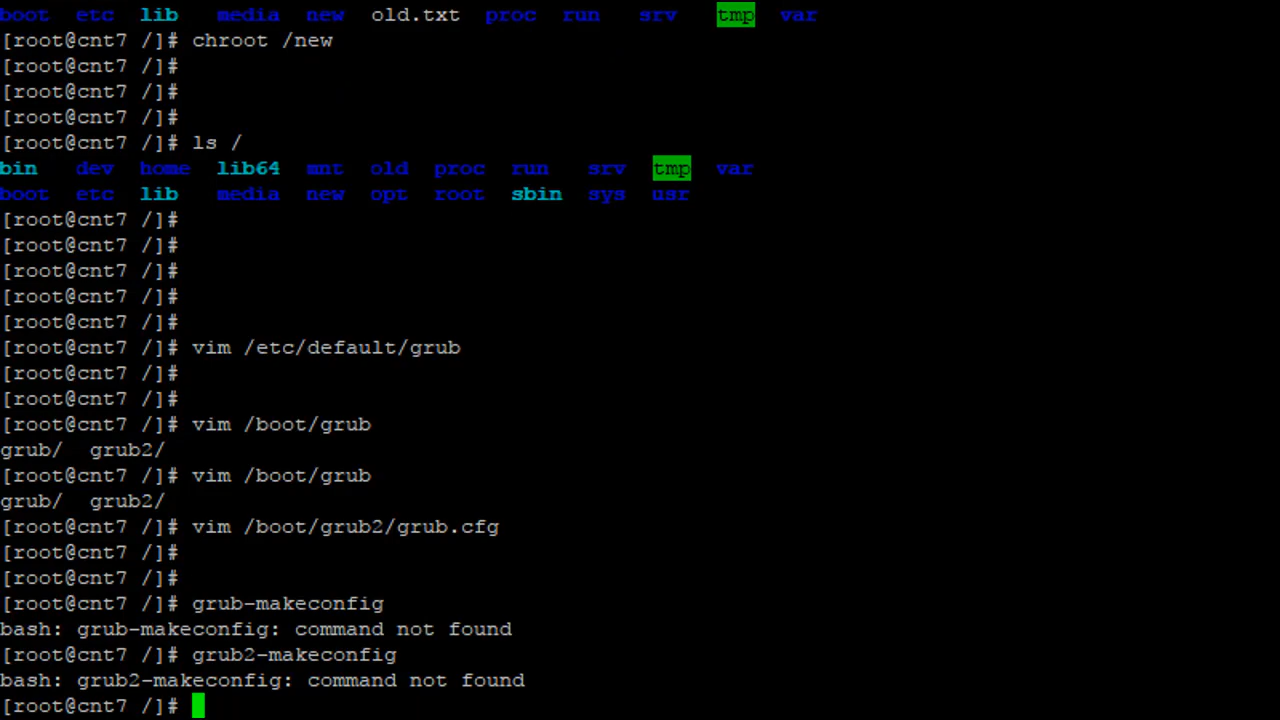 boot etc lib media new old.txt proc run srv tmp var
[root@cnt7 /]# chroot /new
[root@cnt7 /]#
[root@cnt7 /]#
[root@cnt7 /]#
[root@cnt7 /]# ls /
bin dev home lib64 mnt old proc run srv tmp var
boot etc lib media new opt root sbin sys usr
[root@cnt7 /]#
[root@cnt7 /]#
[root@cnt7 /]#
[root@cnt7 /]#
[root@cnt7 /]#
[root@cnt7 /]# vim /etc/default/grub
[root@cnt7 /]#
[root@cnt7 /]#
[root@cnt7 /]# vim /boot/grub
grub/ grub2/
[root@cnt7 /]# vim /boot/grub
grub/ grub2/
[root@cnt7 /]# vim /boot/grub2/grub.cfg
[root@cnt7 /]#
[root@cnt7 /]#
[root@cnt7 /]# grub-makeconfig
bash: grub-makeconfig: command not found
[root@cnt7 /]# grub2-makeconfig
bash: grub2-makeconfig: command not found
[root@cnt7 /]#